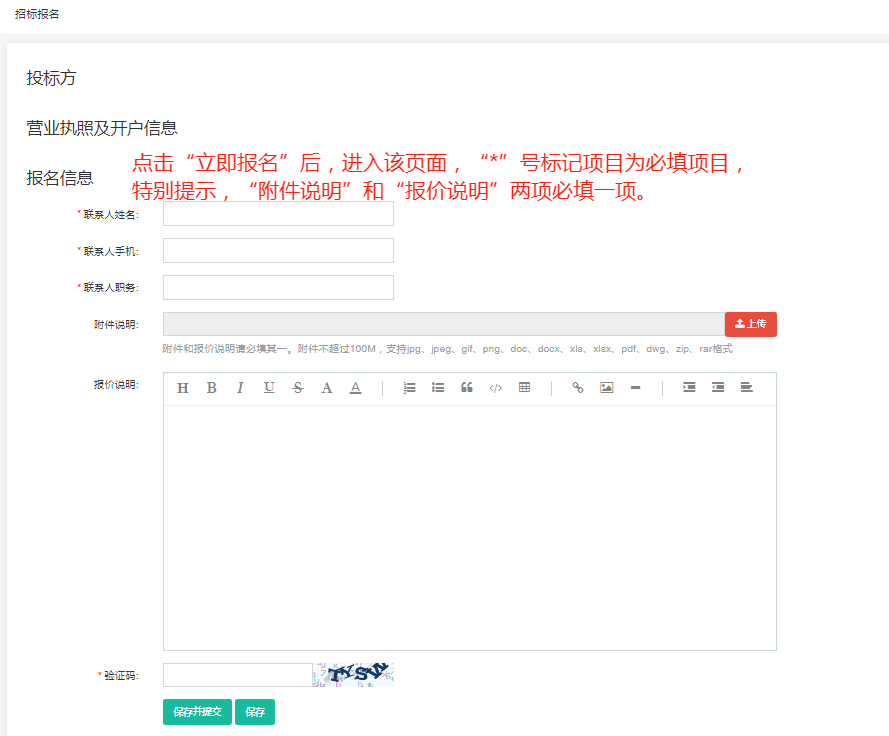 招标报名
投标方
营业执照及开户信息
点击“立即报名”后，进入该页面，“*”号标记项目为必填项目，
报名信息
特别提示，“附件说明”和“报价说明”两项必填一项。
* 联系人姓名:
* 联系人手机:
* 联系人职务:
附件说明:
上传
附件和报价说明请必填其一。附件不超过100M，支持jpg、jpeg、gif、png、doc、docx、xls、xlsx、pdf、dwg、zip、rar格式
报价说明:
H B I U S A A
* 验证码:
保存并提交 保存